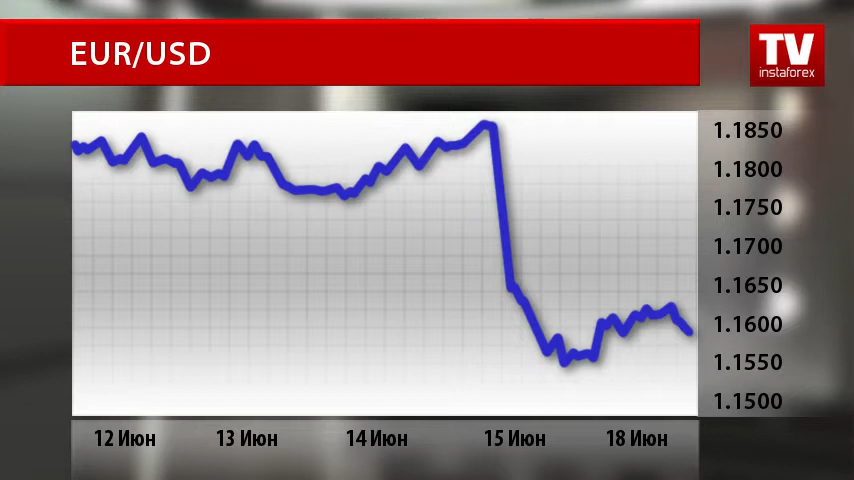 EUR/USD
TV
instaforex
1.1850
1.1800
1.1750
1.1700
1.1650
1.1600
1.1550
1.1500
12 Июн 13 Июн 14 Июн 15 Июн 18 Июн